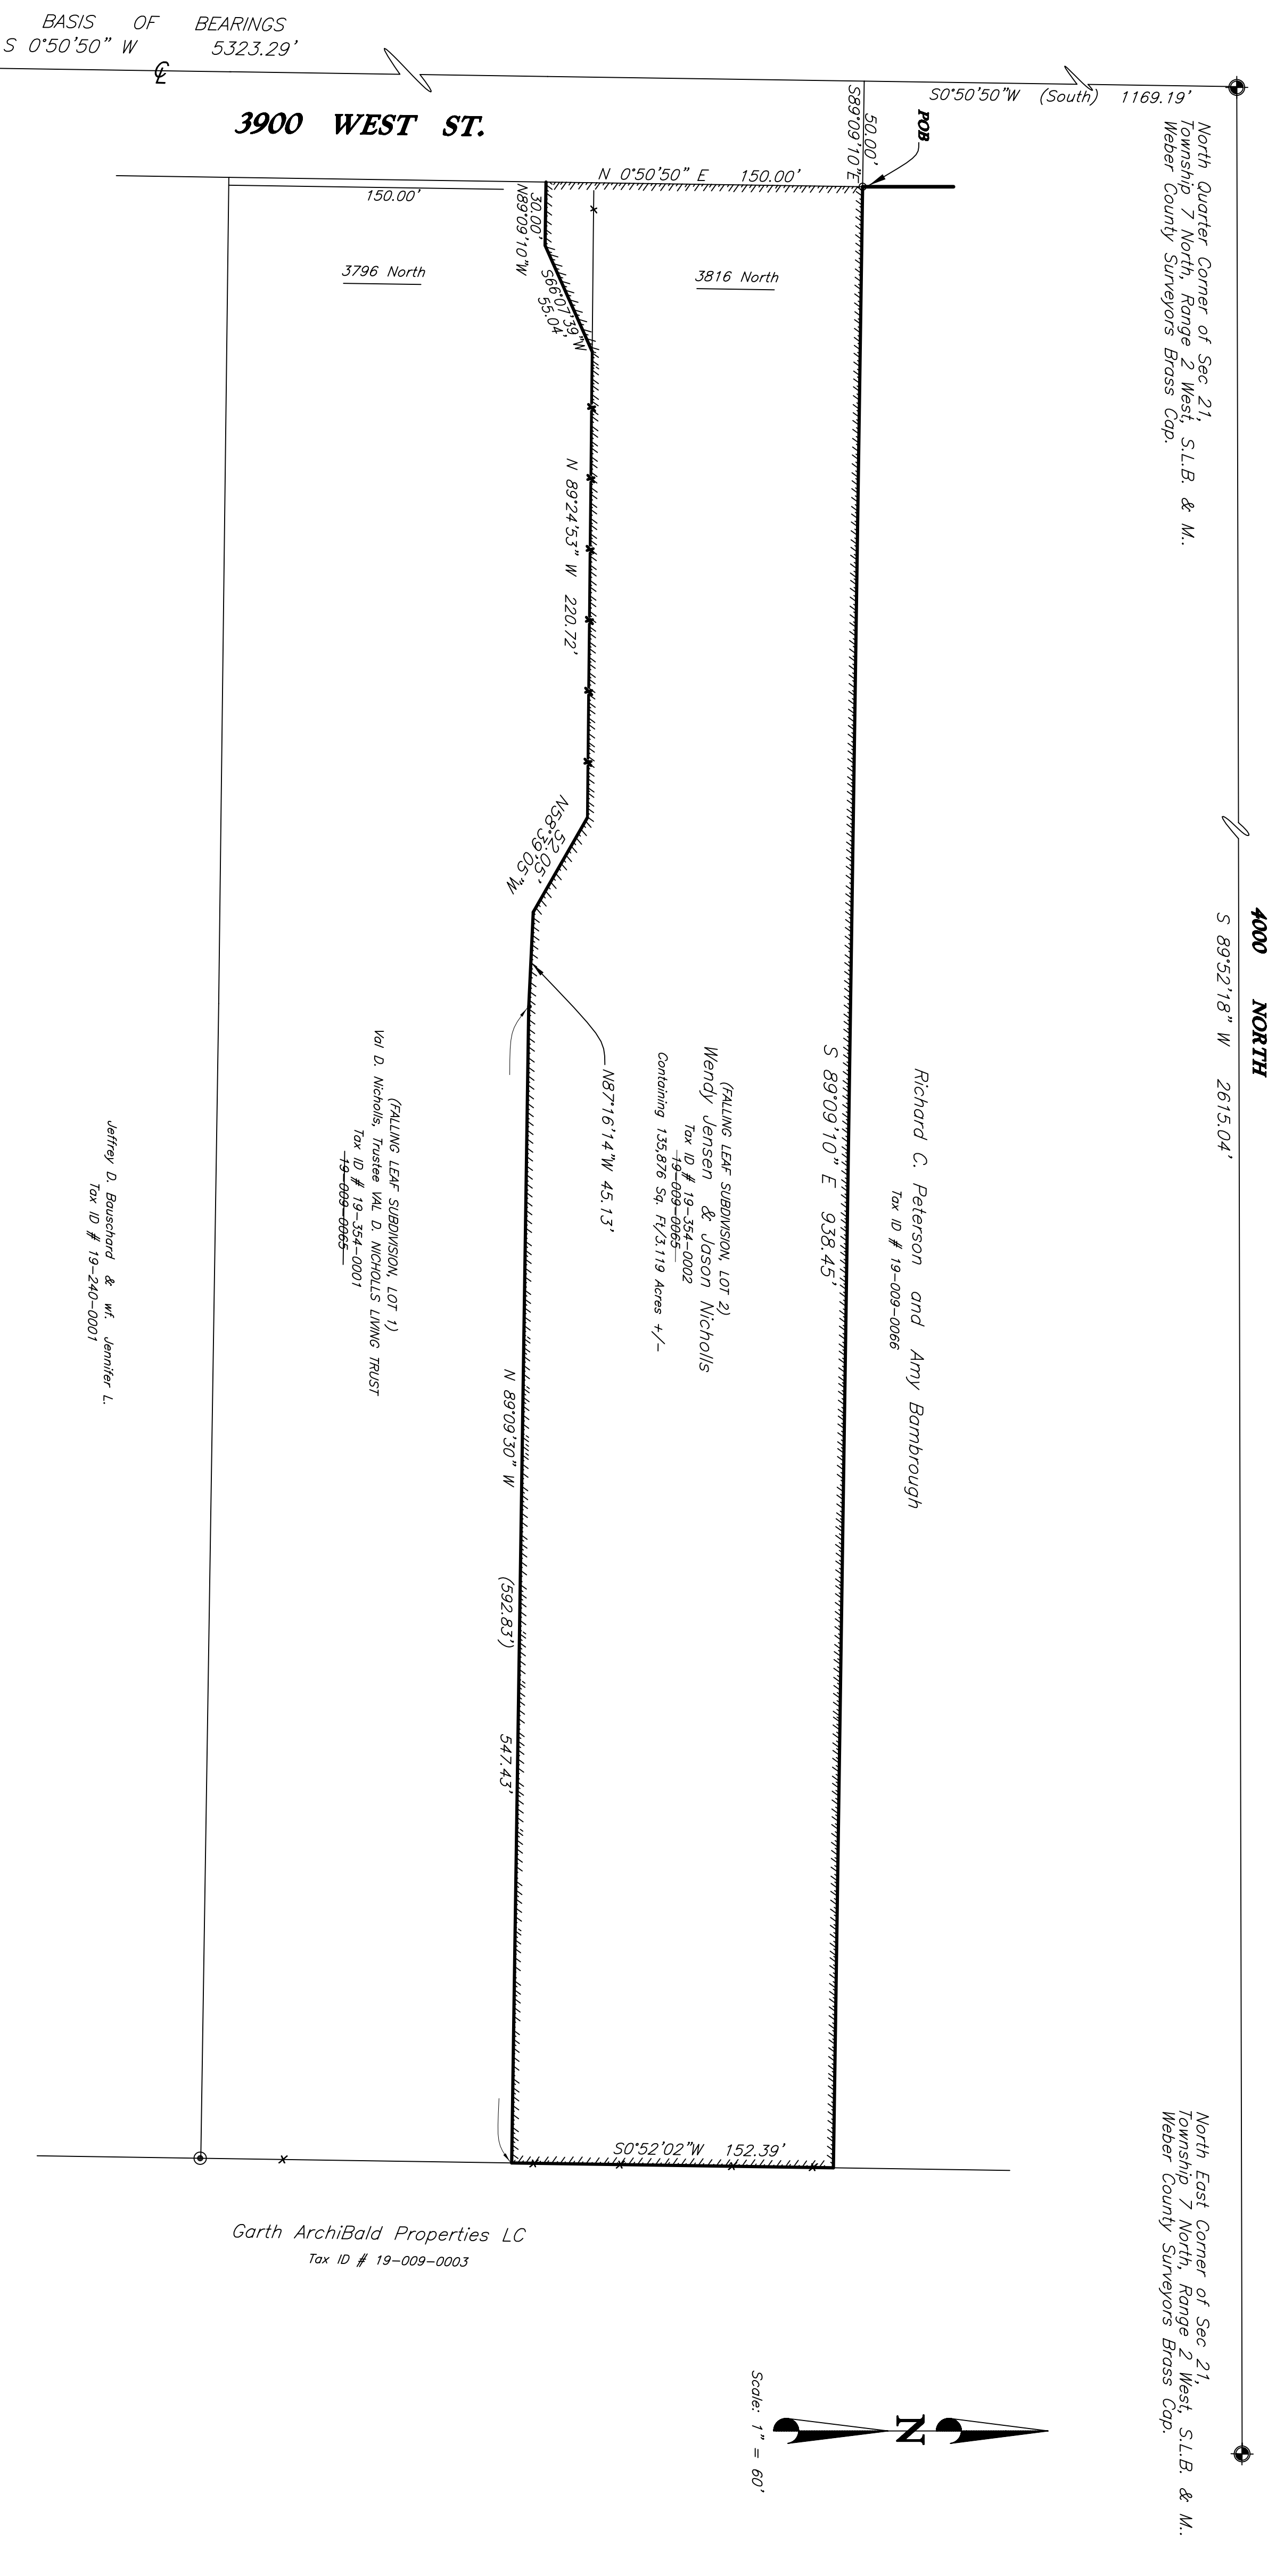 BASIS OF BEARINGS
S 0°50'50" W 5323.29'
℄
3900 WEST ST.
S0°50'50"W (South) 1169.19'
S89°09'10"E
50.00'
POB
North Quarter Corner of Sec 21,
Township 7 North, Range 2 West, S.L.B. & M..
Weber County Surveyors Brass Cap.
N 0°50'50" E 150.00'
150.00'
30.00'
N89°09'10"W
3796 North
3816 North
S66°07'39"W
55.04'
N 89°24'53" W 220.72'
52.05'
N58°39'05"W
4000 NORTH
S 89°52'18" W 2615.04'
N87°16'14"W 45.13'
S 89°09'10" E 938.45'
Richard C. Peterson and Amy Bambrough
Tax ID # 19-009-0066
(FALLING LEAF SUBDIVISION, LOT 2)
Wendy Jensen & Jason Nicholls
Tax ID # 19-354-0002
19-009-0065
Containing 135,876 Sq. Ft/3.119 Acres +/-
(FALLING LEAF SUBDIVISION, LOT 1)
Val D. Nicholls, Trustee VAL D. NICHOLLS LIVING TRUST
Tax ID # 19-354-0001
19-009-0065
Jeffrey D. Bauschard & wf. Jennifer L.
Tax ID # 19-240-0001
N 89°09'30" W (592.83') 547.43'
S0°52'02"W 152.39'
Garth ArchiBald Properties LC
Tax ID # 19-009-0003
North East Corner of Sec 21,
Township 7 North, Range 2 West, S.L.B. & M..
Weber County Surveyors Brass Cap.
N
Scale: 1" = 60'